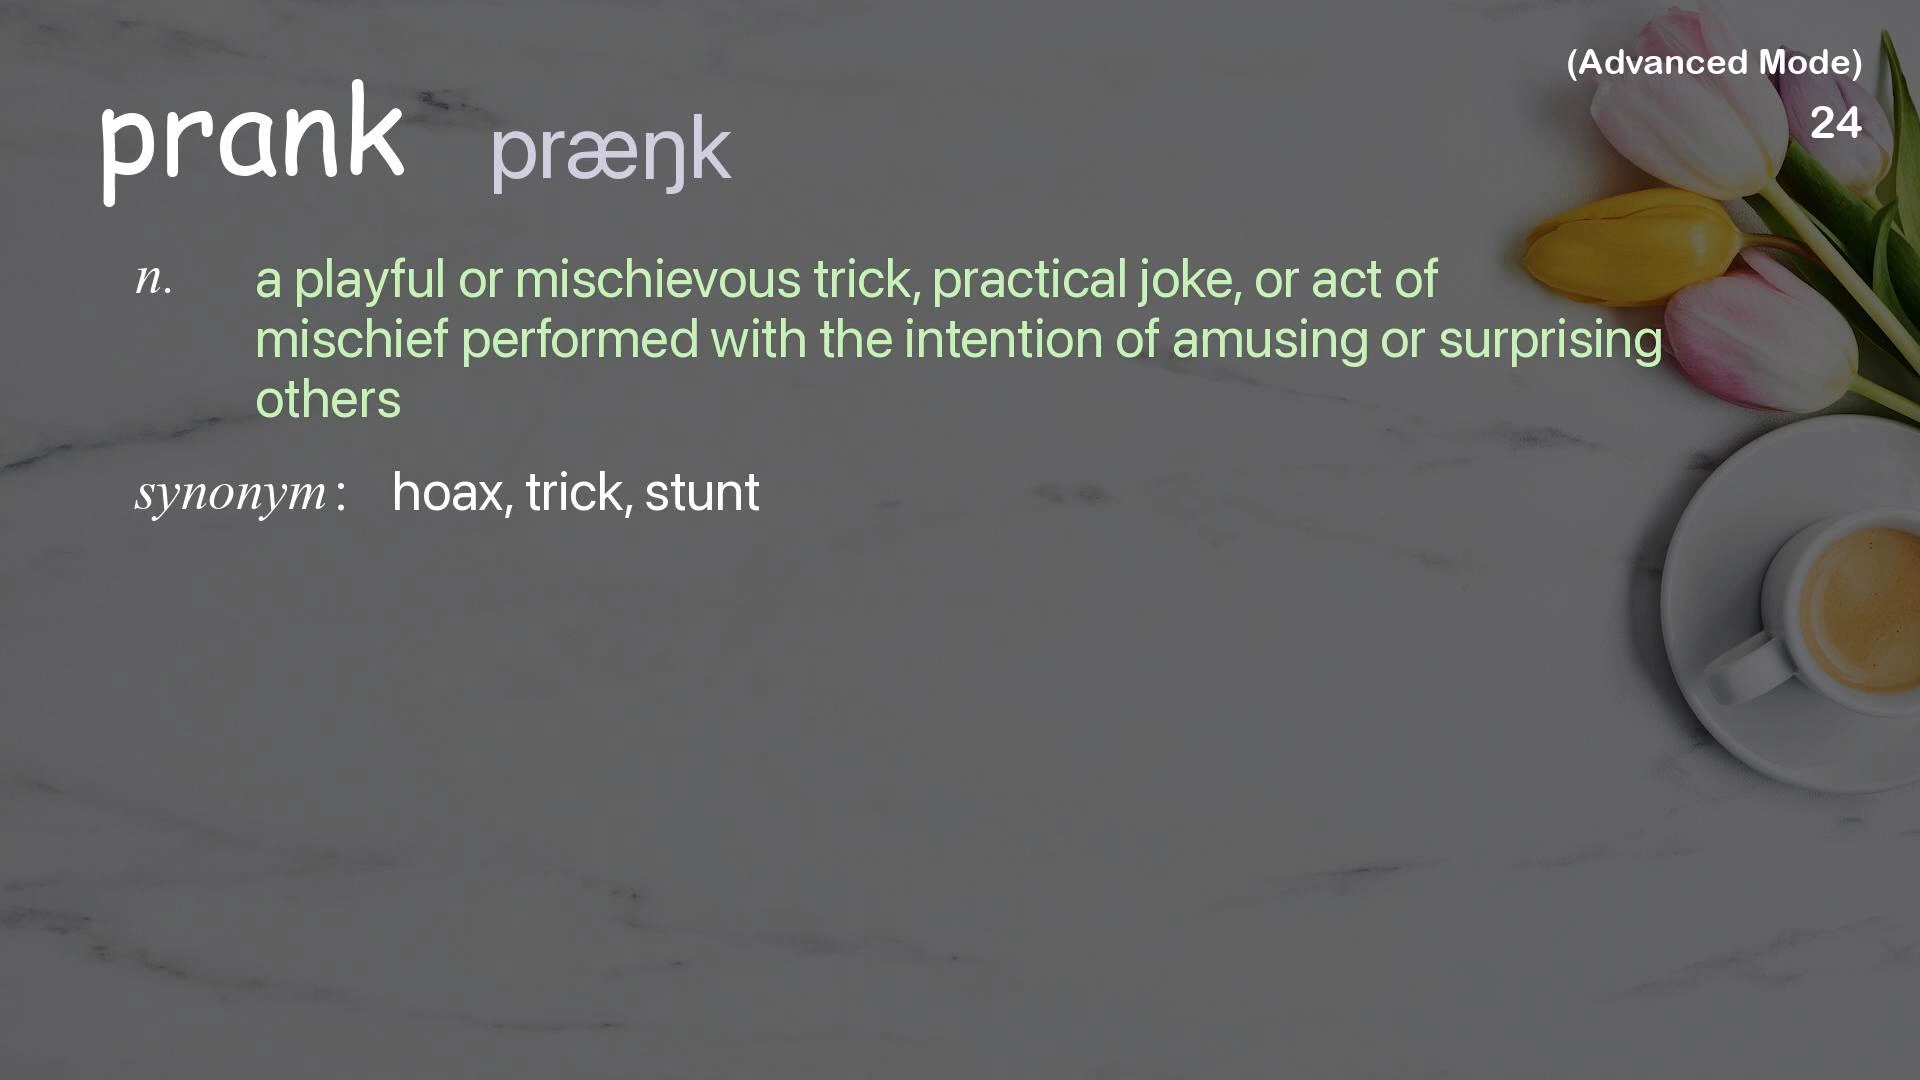 (Advanced Mode)
24
prank præŋk
n. a playful or mischievous trick, practical joke, or act of
mischief performed with the intention of amusing or surprising
others
synonym: hoax, trick, stunt